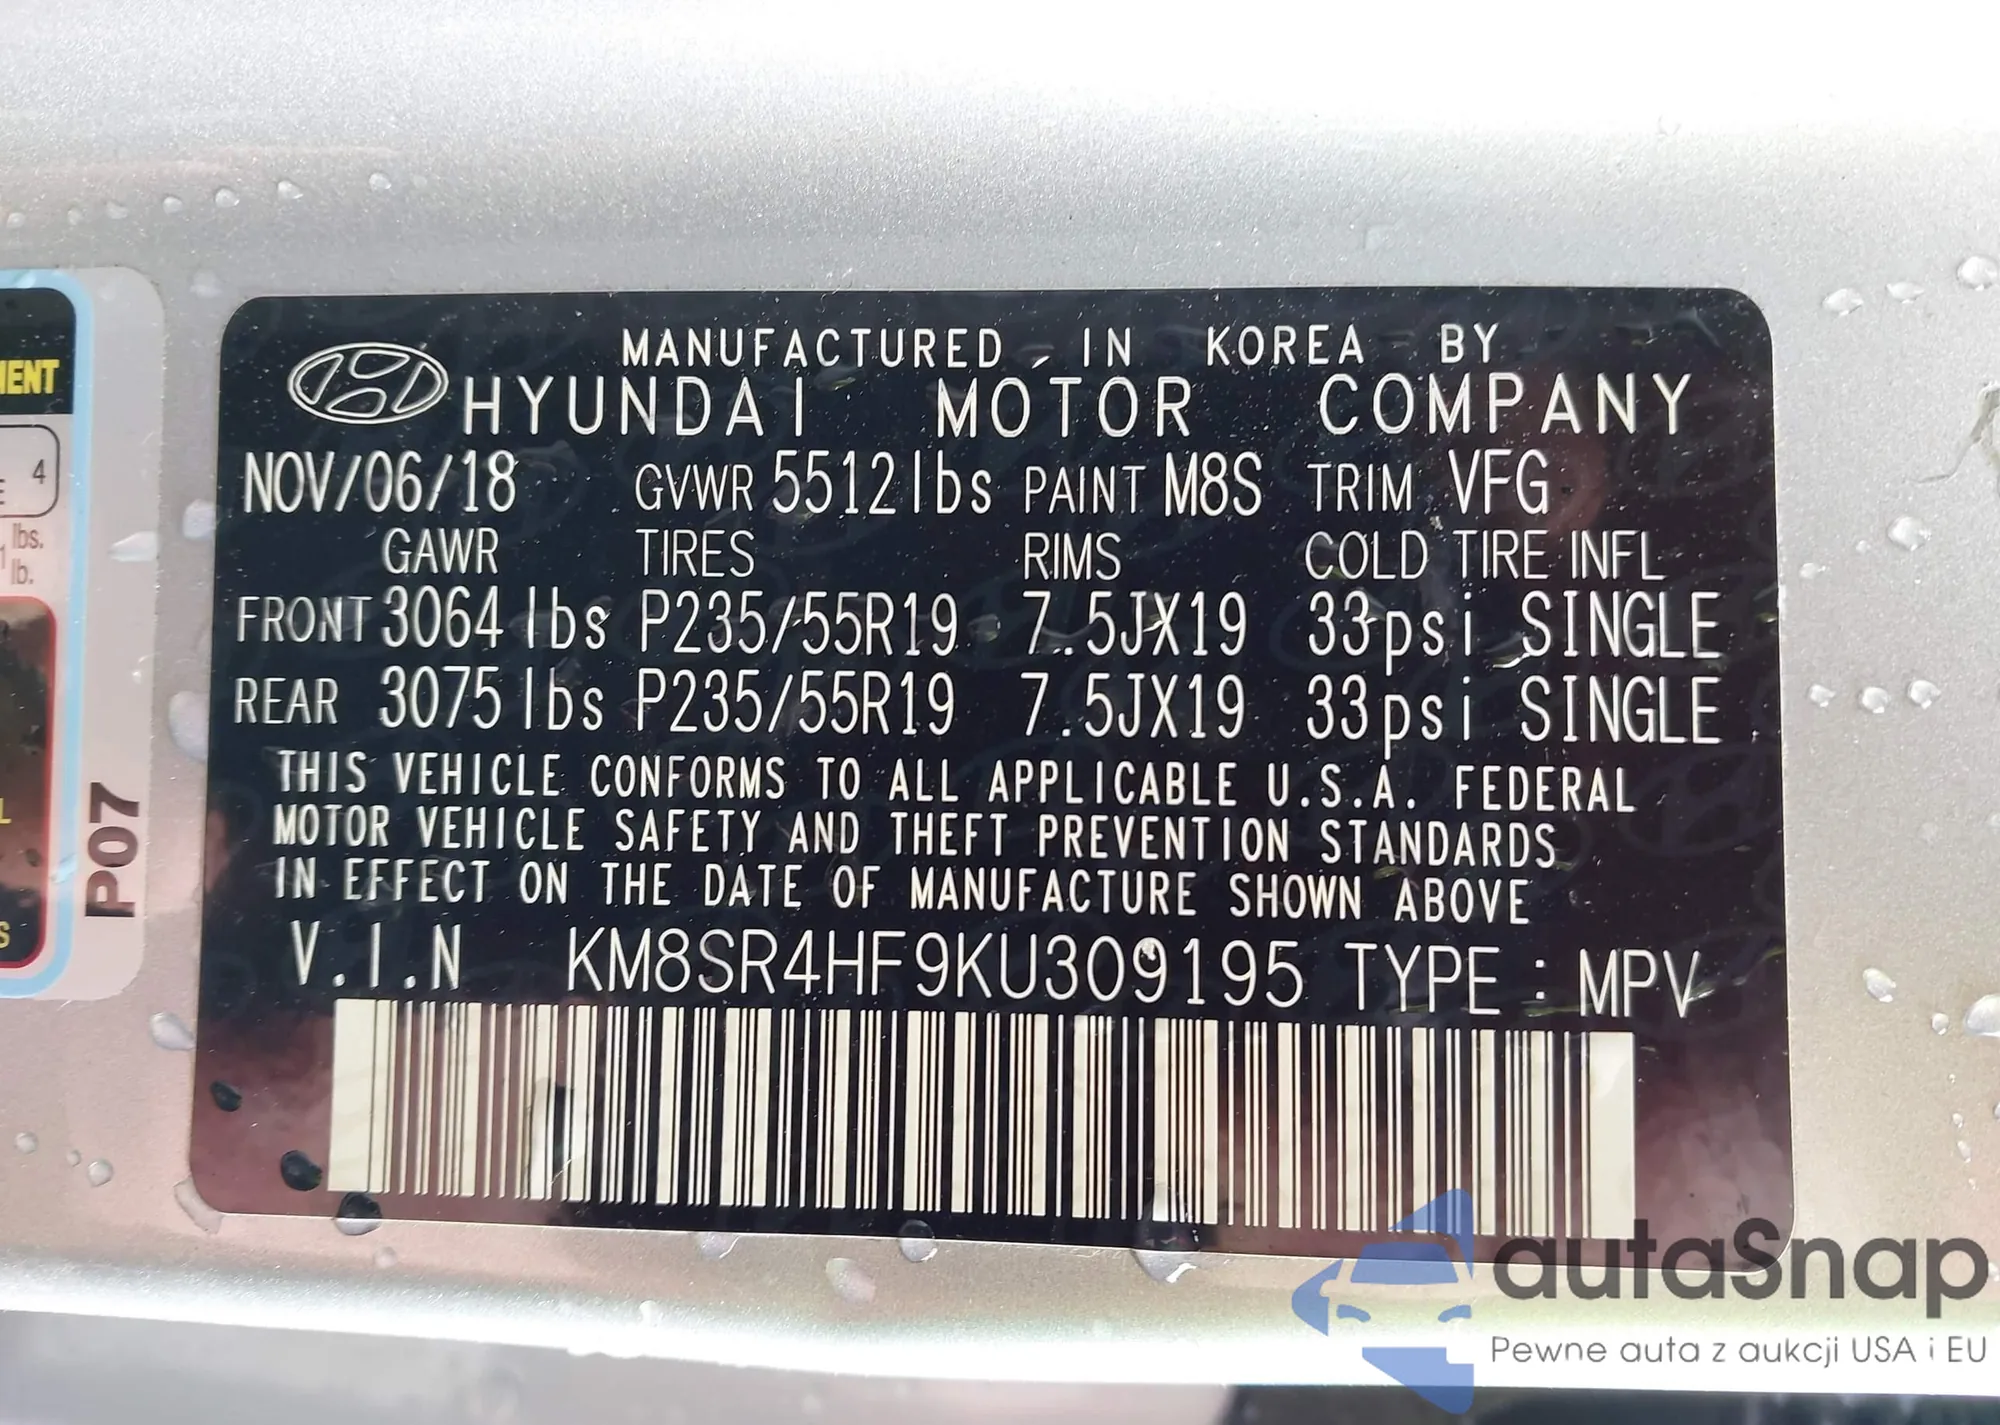 MANUFACTURED IN KOREA BY
HYUNDAI MOTOR COMPANY
NOV/06/18 GVWR 5512lbs PAINT M8S TRIM VFG
GAWR TIRES RIMS COLD TIRE INFL
FRONT 3064 lbs P235/55R19 7.5JX19 33psi SINGLE
REAR 3075 lbs P235/55R19 7.5JX19 33psi SINGLE
THIS VEHICLE CONFORMS TO ALL APPLICABLE U.S.A. FEDERAL
MOTOR VEHICLE SAFETY AND THEFT PREVENTION STANDARDS
IN EFFECT ON THE DATE OF MANUFACTURE SHOWN ABOVE
V.I.N KM8SR4HF9KU309195 TYPE : MPV
4
lbs.
lb.
P07
autaSnap
Pewne auta z aukcji USA i EU